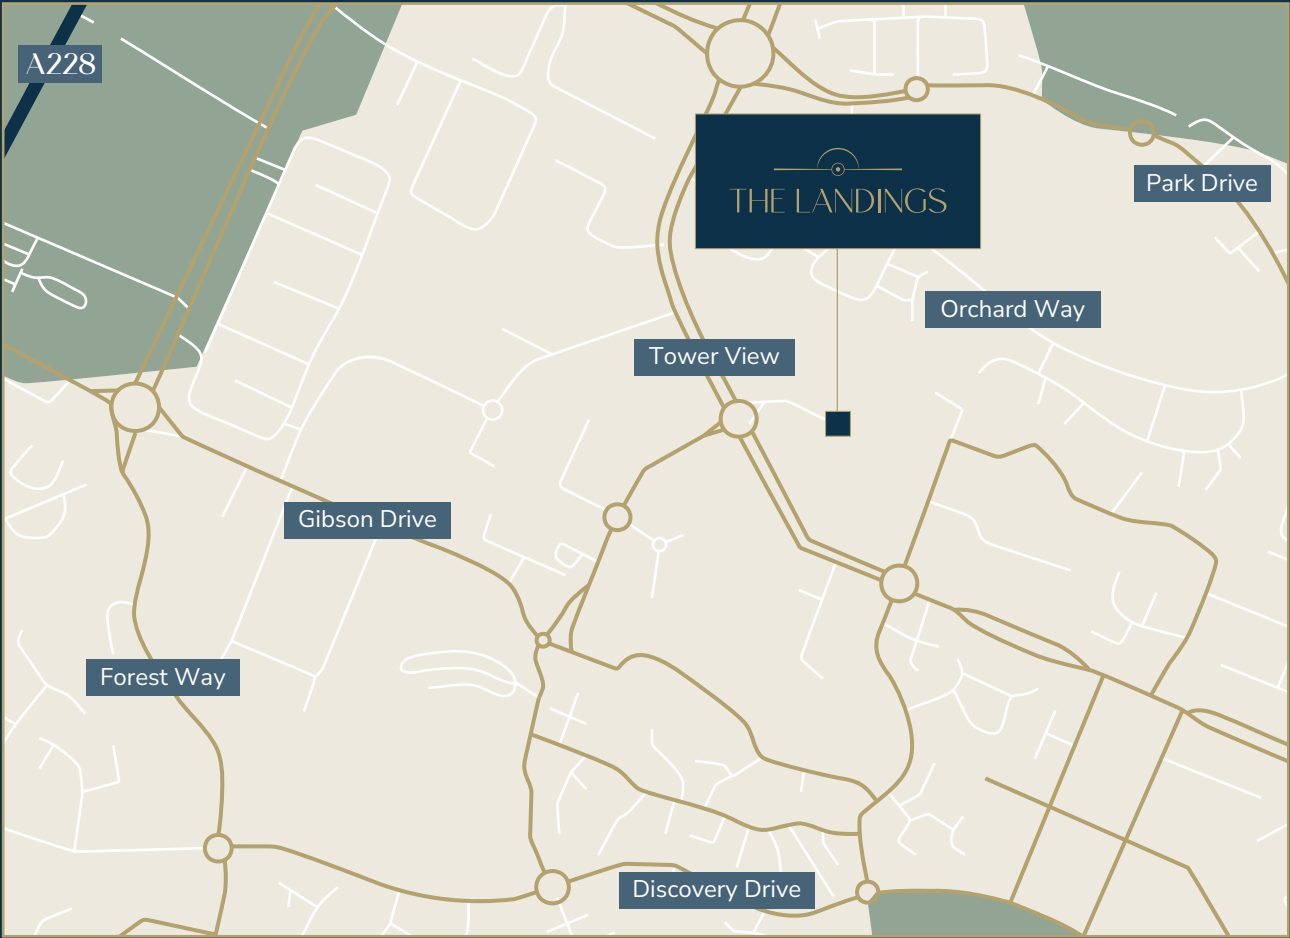 A228
THE LANDINGS
Park Drive
Orchard Way
Tower View
Gibson Drive
Forest Way
Discovery Drive